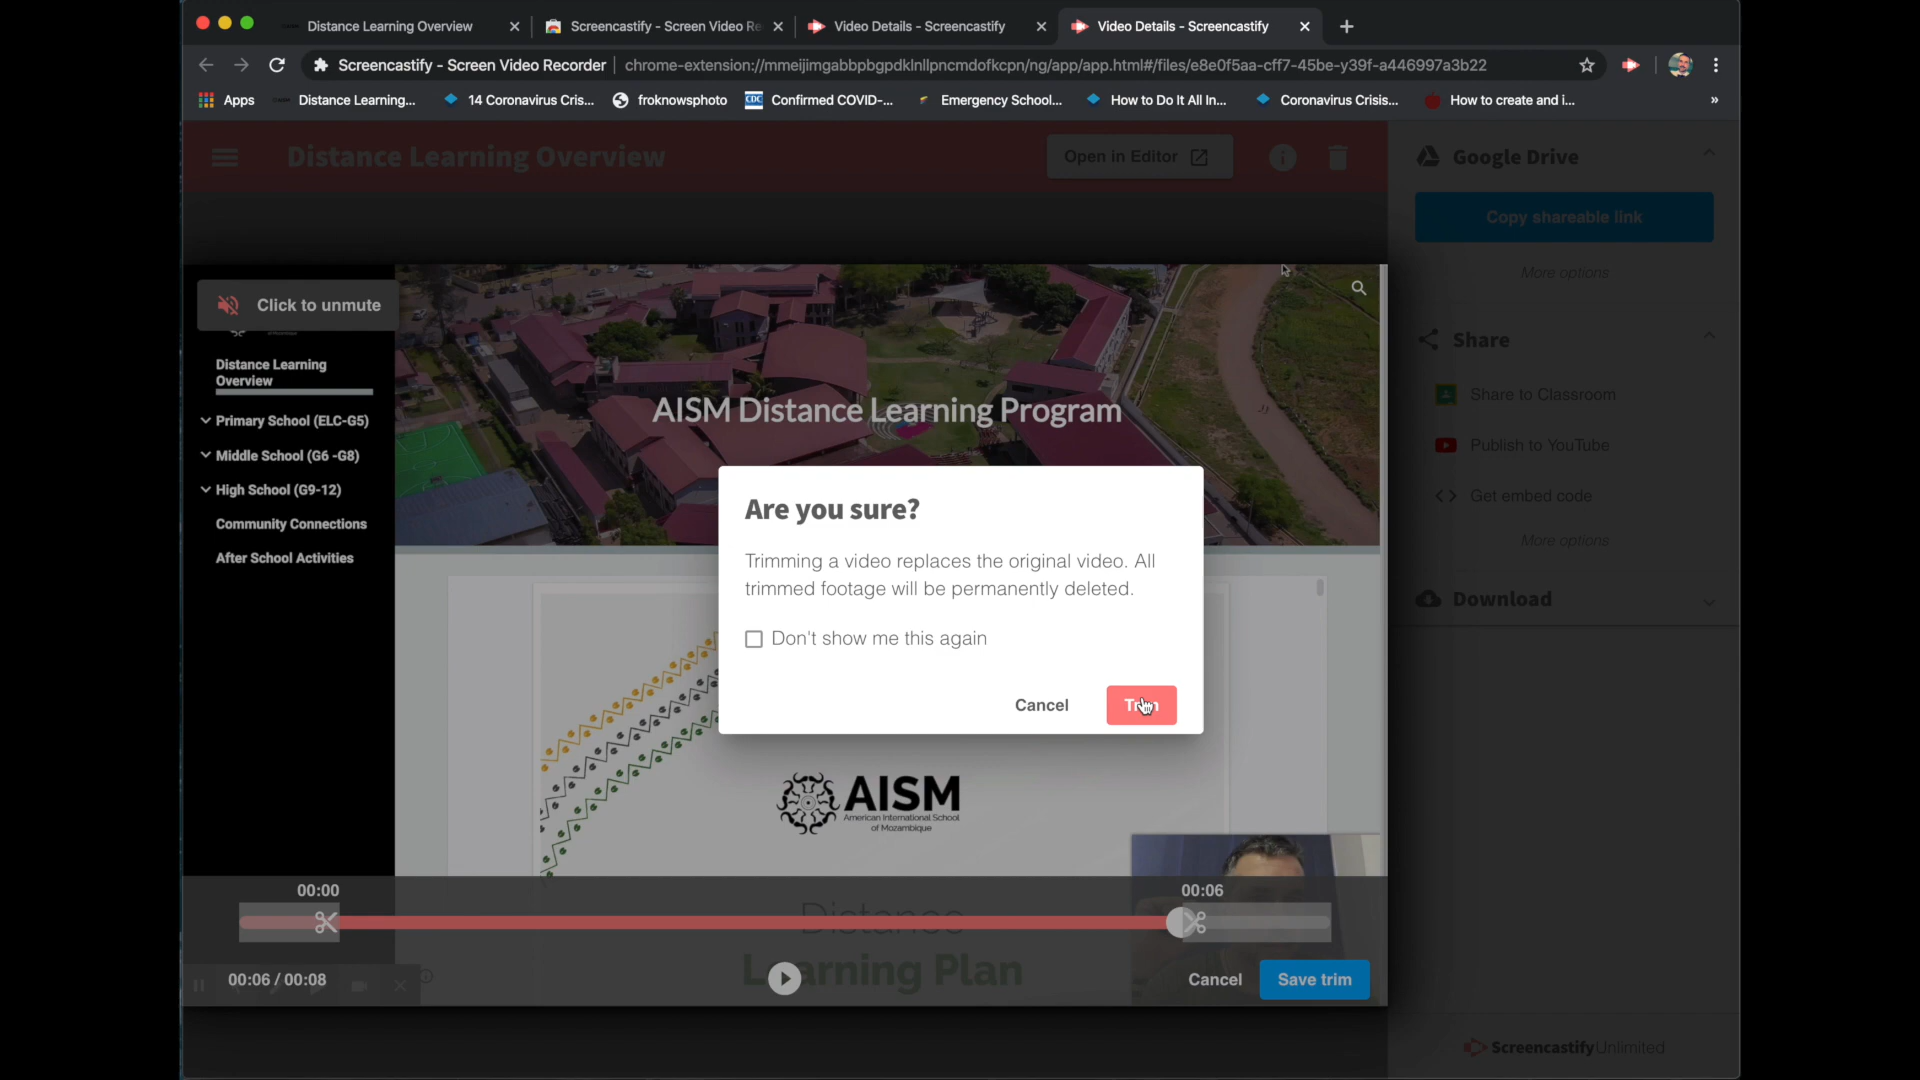 Distance Learning Overview
Screencastify - Screen Video Re
Video Details - Screencastify
Video Details - Screencastify
Screencastify - Screen Video Recorder
chrome-extension://mmeijimgabbpbgpdklnllpncmdofkcpn/ng/app/app.html#/files/e8e0f5aa-cff7-45be-y39f-a446997a3b22
Apps
Distance Learning...
14 Coronavirus Cris...
froknowsphoto
CDC
Confirmed COVID-...
Emergency School...
How to Do It All In...
Coronavirus Crisis...
How to create and i...
»
Distance Learning Overview
Open in Editor
Google Drive
Copy shareable link
More options
Share
Share to Classroom
Publish to YouTube
Get embed code
More options
Download
Click to unmute
Distance Learning
Overview
Primary School (ELC-G5)
Middle School (G6 -G8)
High School (G9-12)
Community Connections
After School Activities
AISM Distance Learning Program
Are you sure?
Trimming a video replaces the original video. All
trimmed footage will be permanently deleted.
Don't show me this again
Cancel
Trim
AISM
American International School
of Mozambique
00:00
00:06
Distance
Learning Plan
00:06 / 00:08
Cancel
Save trim
Screencastify Unlimited